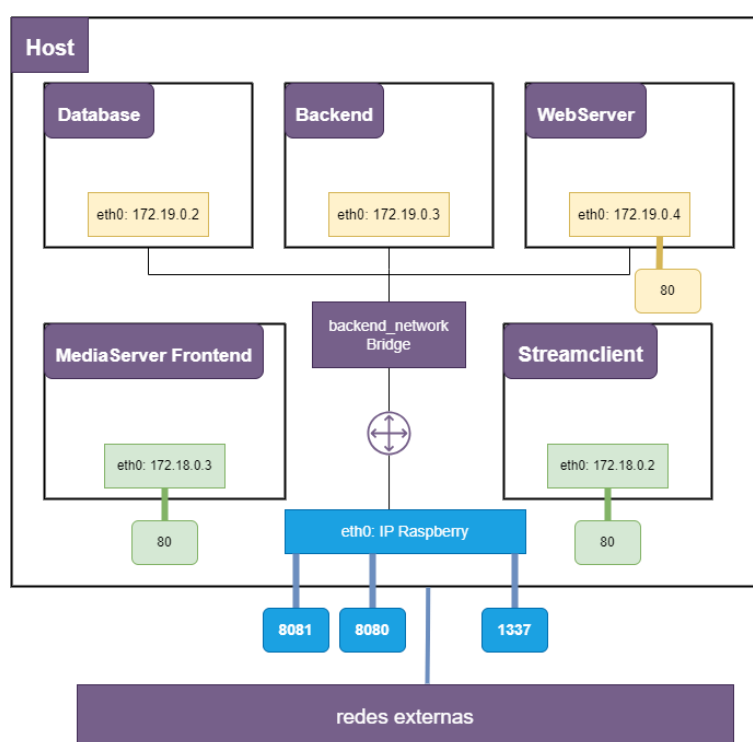 Host
Database
Backend
WebServer
eth0: 172.19.0.2
eth0: 172.19.0.3
eth0: 172.19.0.4
80
backend_network
Bridge
MediaServer Frontend
Streamclient
eth0: 172.18.0.3
eth0: 172.18.0.2
80
80
eth0: IP Raspberry
8081
8080
1337
redes externas